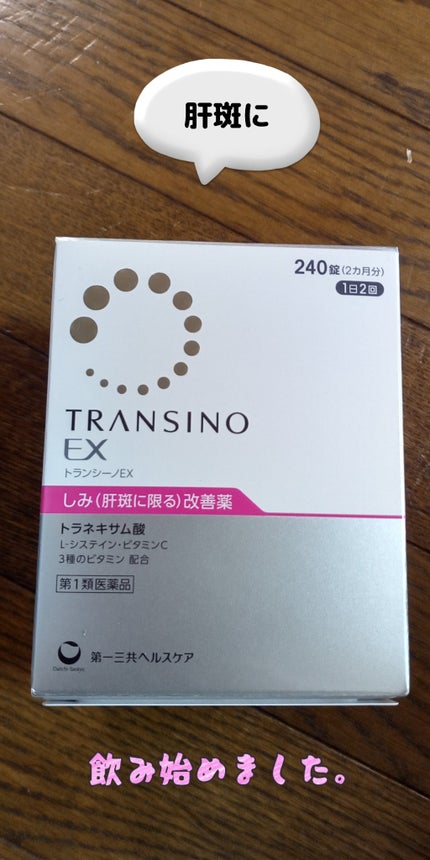 肝斑に
240錠(2カ月分)
1日2回
TRANSINO
EX
トランシーノEX
しみ(肝斑に限る)改善薬
トラネキサム酸
L-システイン・ビタミンC
3種のビタミン 配合
第1類医薬品
第一三共ヘルスケア
Daiichi-Sankyo
飲み始めました。